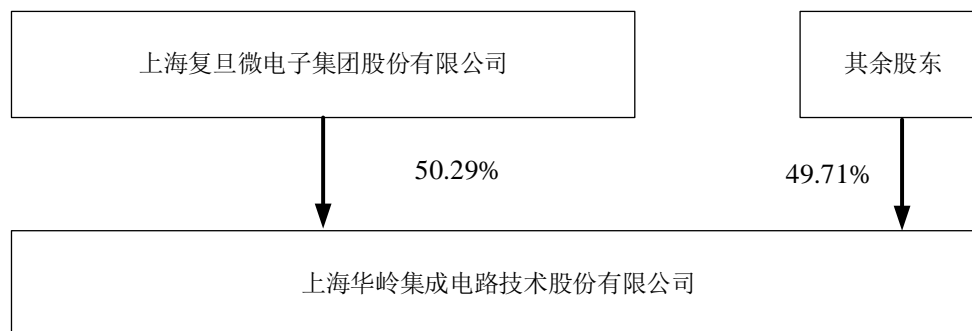 上海复旦微电子集团股份有限公司
其余股东
50.29%
49.71%
上海华岭集成电路技术股份有限公司